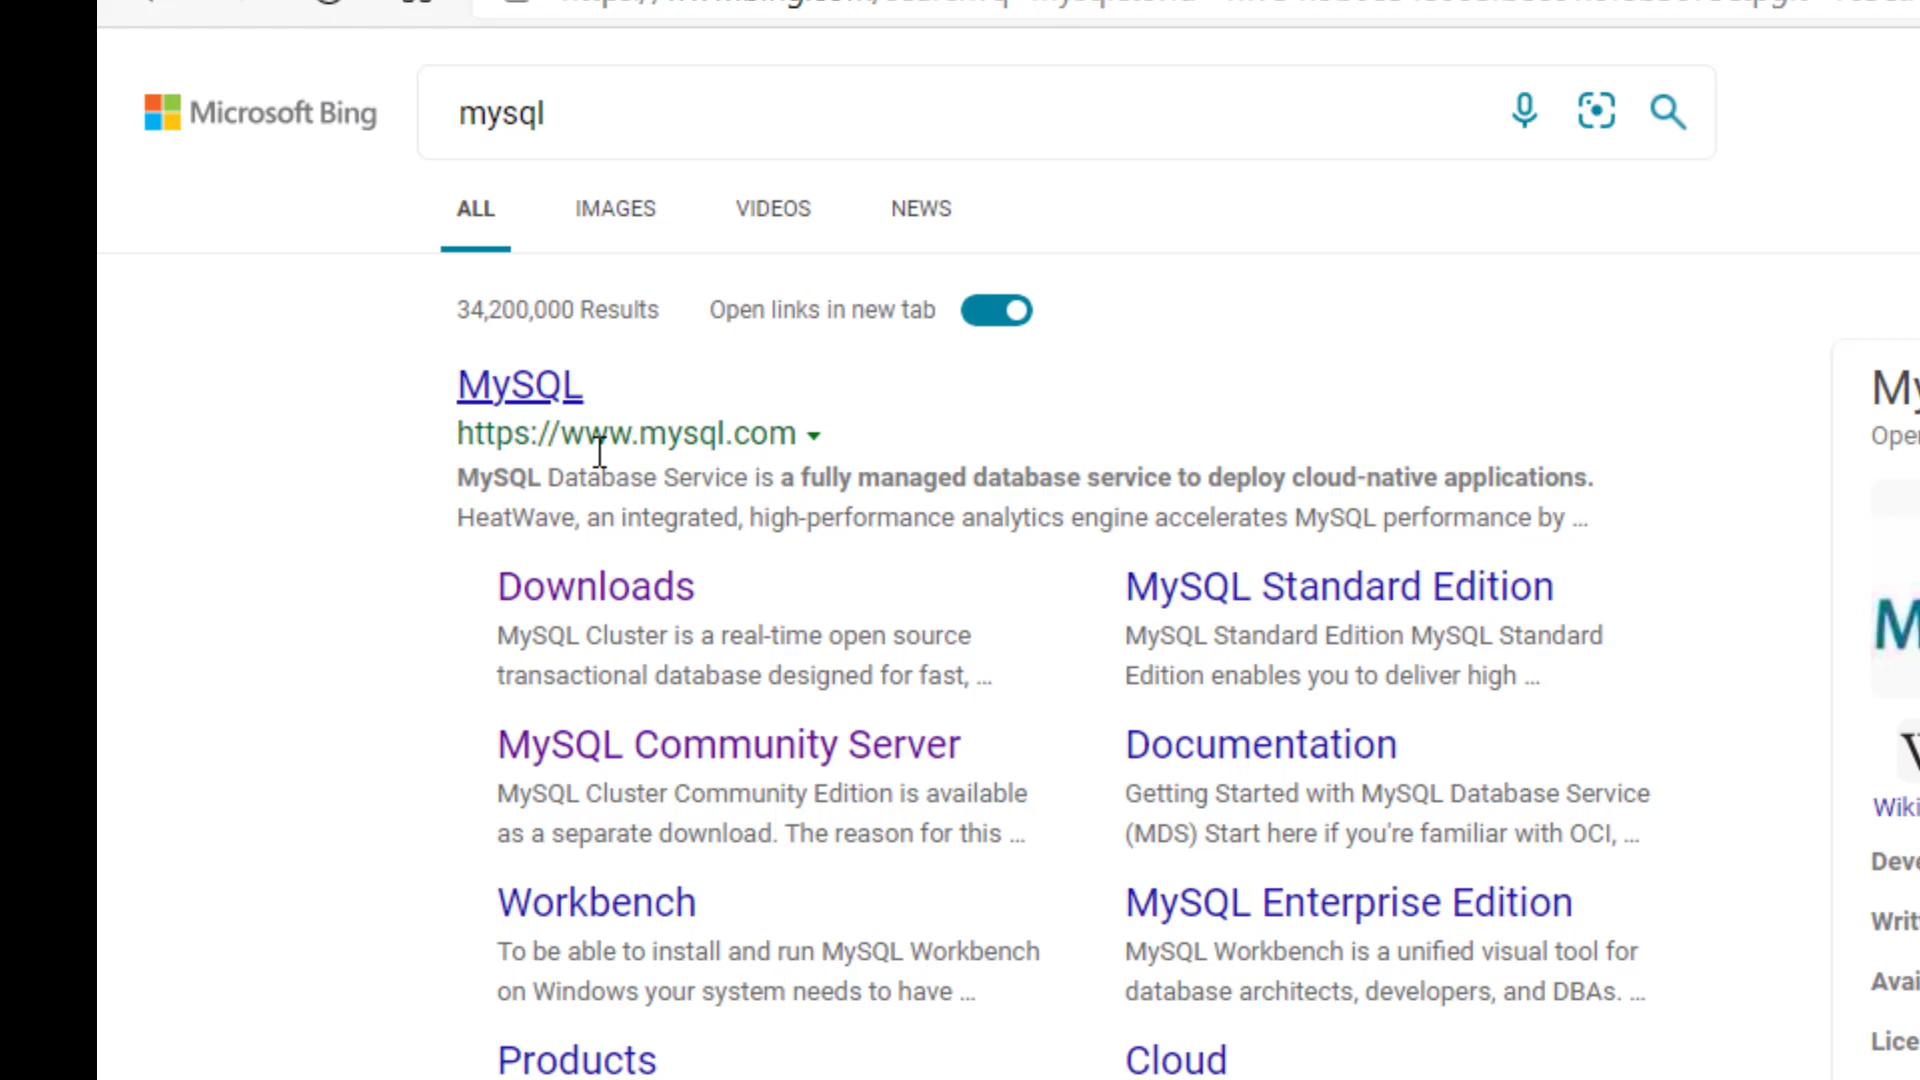 Microsoft Bing
mysql
ALL IMAGES VIDEOS NEWS
34,200,000 Results Open links in new tab
MySQL
https://www.mysql.com
MySQL Database Service is a fully managed database service to deploy cloud-native applications.
HeatWave, an integrated, high-performance analytics engine accelerates MySQL performance by ...
Downloads
MySQL Cluster is a real-time open source
transactional database designed for fast, ...
MySQL Standard Edition
MySQL Standard Edition MySQL Standard
Edition enables you to deliver high ...
MySQL Community Server
MySQL Cluster Community Edition is available
as a separate download. The reason for this ...
Documentation
Getting Started with MySQL Database Service
(MDS) Start here if you're familiar with OCI, ...
Workbench
To be able to install and run MySQL Workbench
on Windows your system needs to have ...
MySQL Enterprise Edition
MySQL Workbench is a unified visual tool for
database architects, developers, and DBAs. ...
Products
Cloud
My
Open
M
W
Wiki
Deve
Writ
Avai
Lice